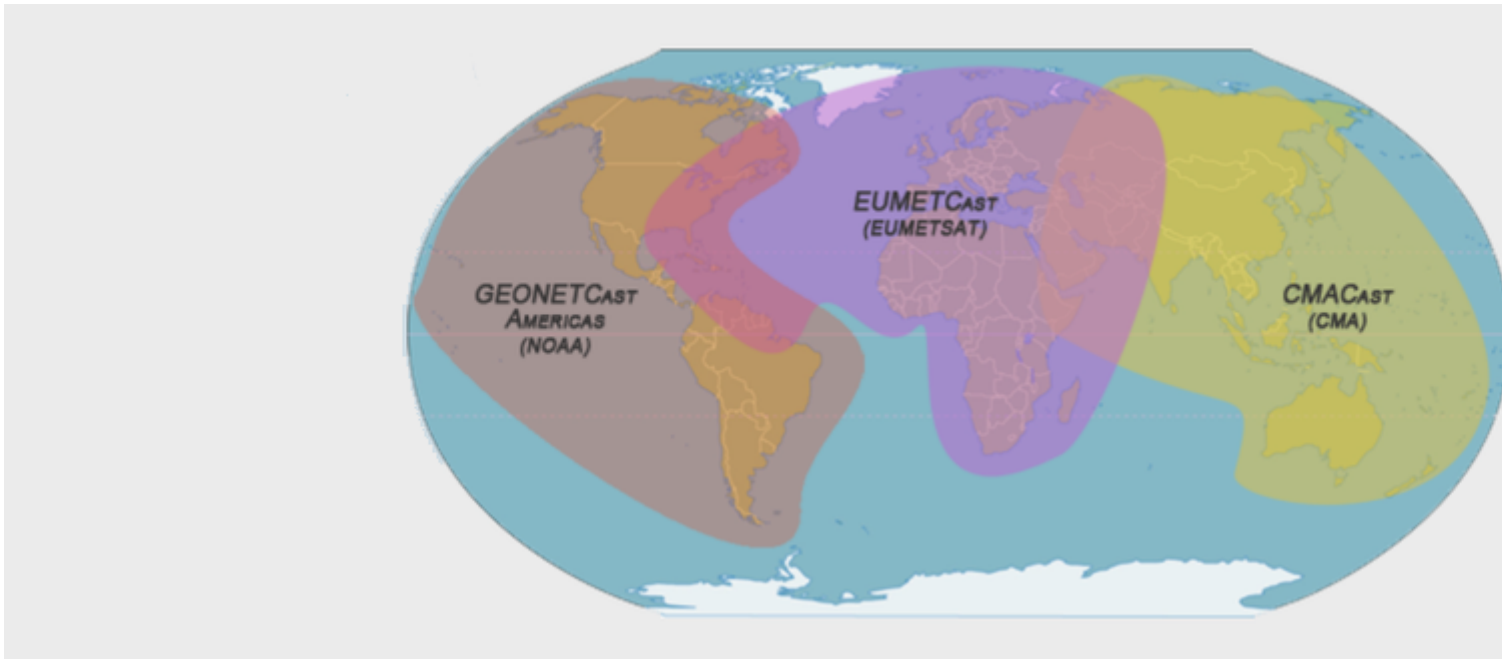 GEONETCAST
AMERICAS
(NOAA)
EUMETCAST
(EUMETSAT)
CMACAST
(CMA)